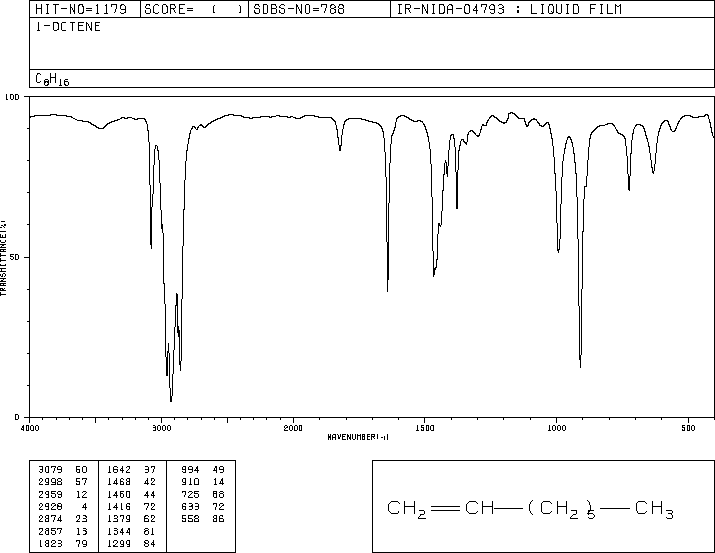 HIT-NO=1179 SCORE= ( ) SDBS-NO=788 IR-NIDA-04793 : LIQUID FILM
1-OCTENE
C8H16
100
50
0
TRANSMITTANCE(%)
4000 3000 2000 1500 1000 500
WAVENUMBER(-1)
3079 60 1642 37 994 49
2998 57 1468 42 910 14
2959 12 1460 44 725 68
2928 4 1416 72 633 72
2874 23 1379 62 558 86
2857 13 1344 81
1823 79 1299 84
CH2=CH-(CH2)5-CH3